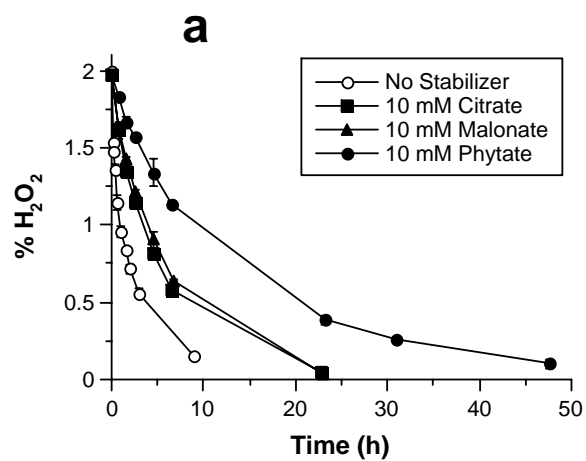 a
No Stabilizer
10 mM Citrate
10 mM Malonate
10 mM Phytate
2
1.5
1
0.5
0
% H₂O₂
0 10 20 30 40 50
Time (h)